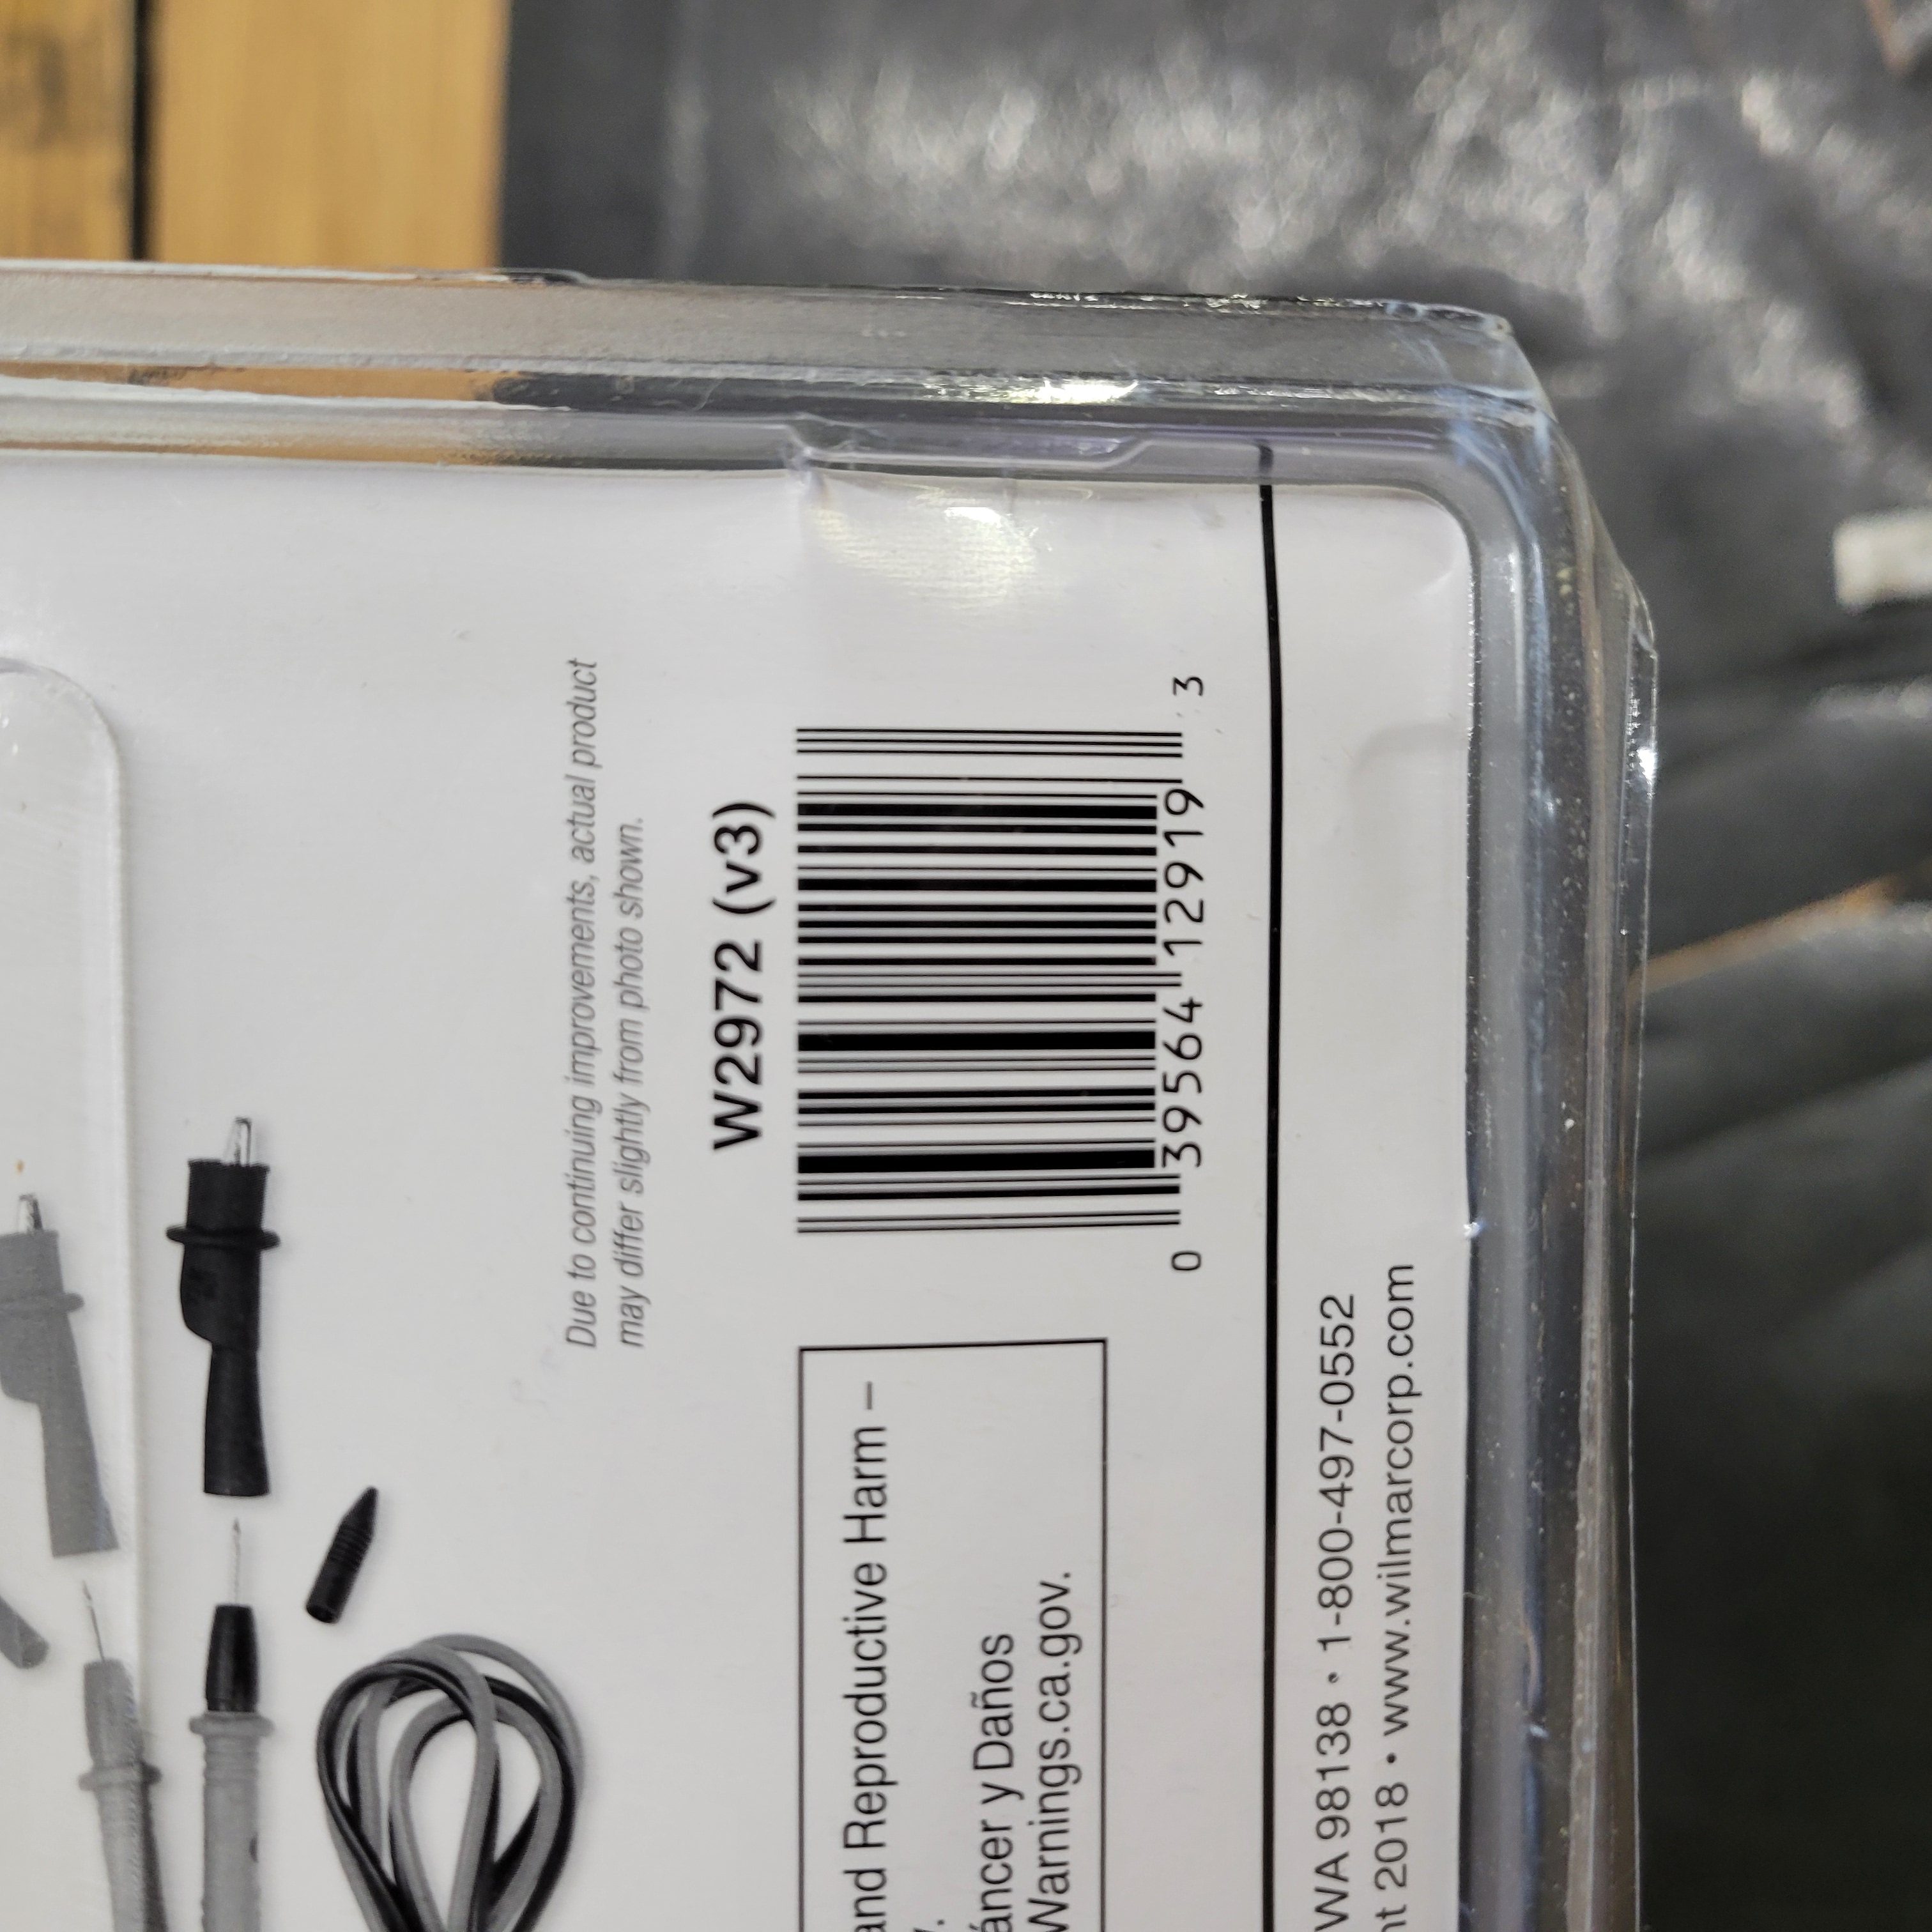 Due to continuing improvements, actual product
may differ slightly from photo shown.
W2972 (v3)
0 39564 12919 3
and Reproductive Harm –
áncer y Daños
Warnings.ca.gov.
WA 98138 • 1-800-497-0552
2018 • www.wilmarcorp.com